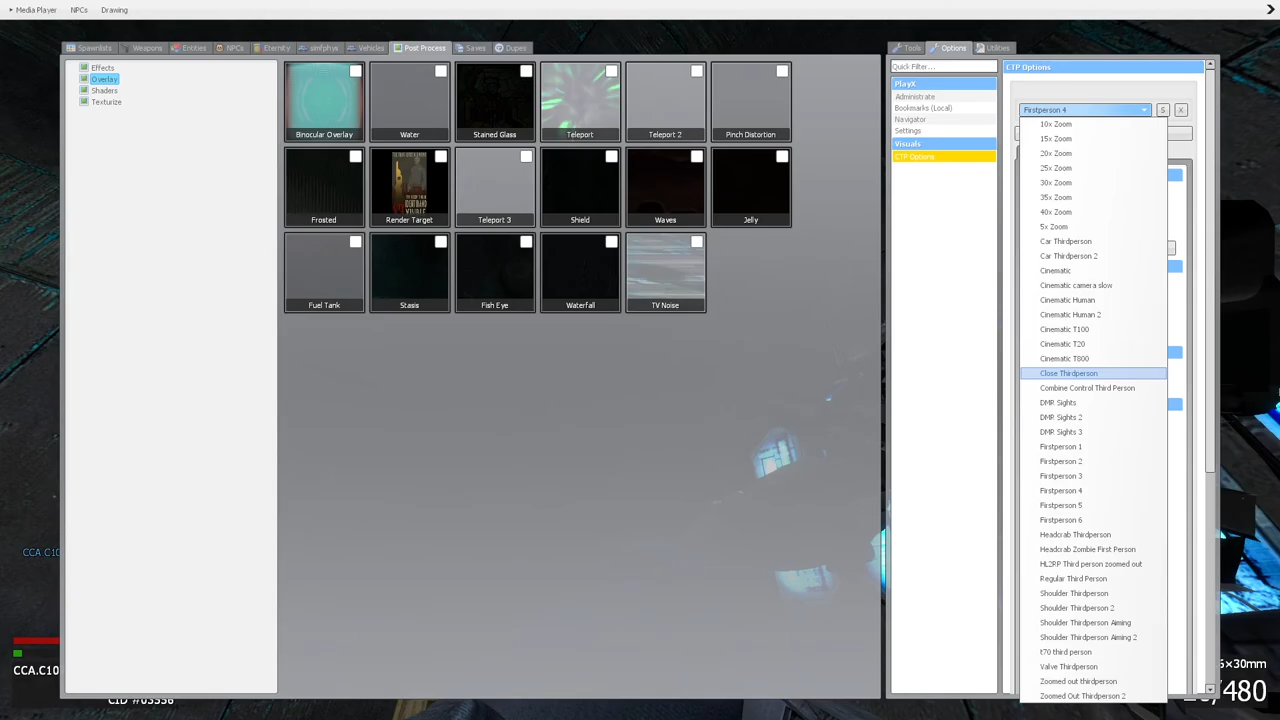 Media Player NPCs Drawing
Spawnlists Weapons Entities NPCs Eternity simfphys Vehicles Post Process Saves Dupes
Tools Options Utilities
Effects
Overlay
Shaders
Texturize
Binocular Overlay Water Stained Glass Teleport Teleport 2 Pinch Distortion
Frosted Render Target Teleport 3 Shield Waves Jelly
Fuel Tank Stasis Fish Eye Waterfall TV Noise
Quick Filter...
PlayX
Administrate
Bookmarks (Local)
Navigator
Settings
Visuals
CTP Options
CTP Options
Firstperson 4
S X
10x Zoom
15x Zoom
20x Zoom
25x Zoom
30x Zoom
35x Zoom
40x Zoom
5x Zoom
Car Thirdperson
Car Thirdperson 2
Cinematic
Cinematic camera slow
Cinematic Human
Cinematic Human 2
Cinematic T100
Cinematic T20
Cinematic T800
Close Thirdperson
Combine Control Third Person
DMR Sights
DMR Sights 2
DMR Sights 3
Firstperson 1
Firstperson 2
Firstperson 3
Firstperson 4
Firstperson 5
Firstperson 6
Headcrab Thirdperson
Headcrab Zombie First Person
HL2RP Third person zoomed out
Regular Third Person
Shoulder Thirdperson
Shoulder Thirdperson 2
Shoulder Thirdperson Aiming
Shoulder Thirdperson Aiming 2
t70 third person
Valve Thirdperson
Zoomed out thirdperson
Zoomed Out Thirdperson 2
CCA.C10
CCA.C10
CID #03336
6×30mm
/480